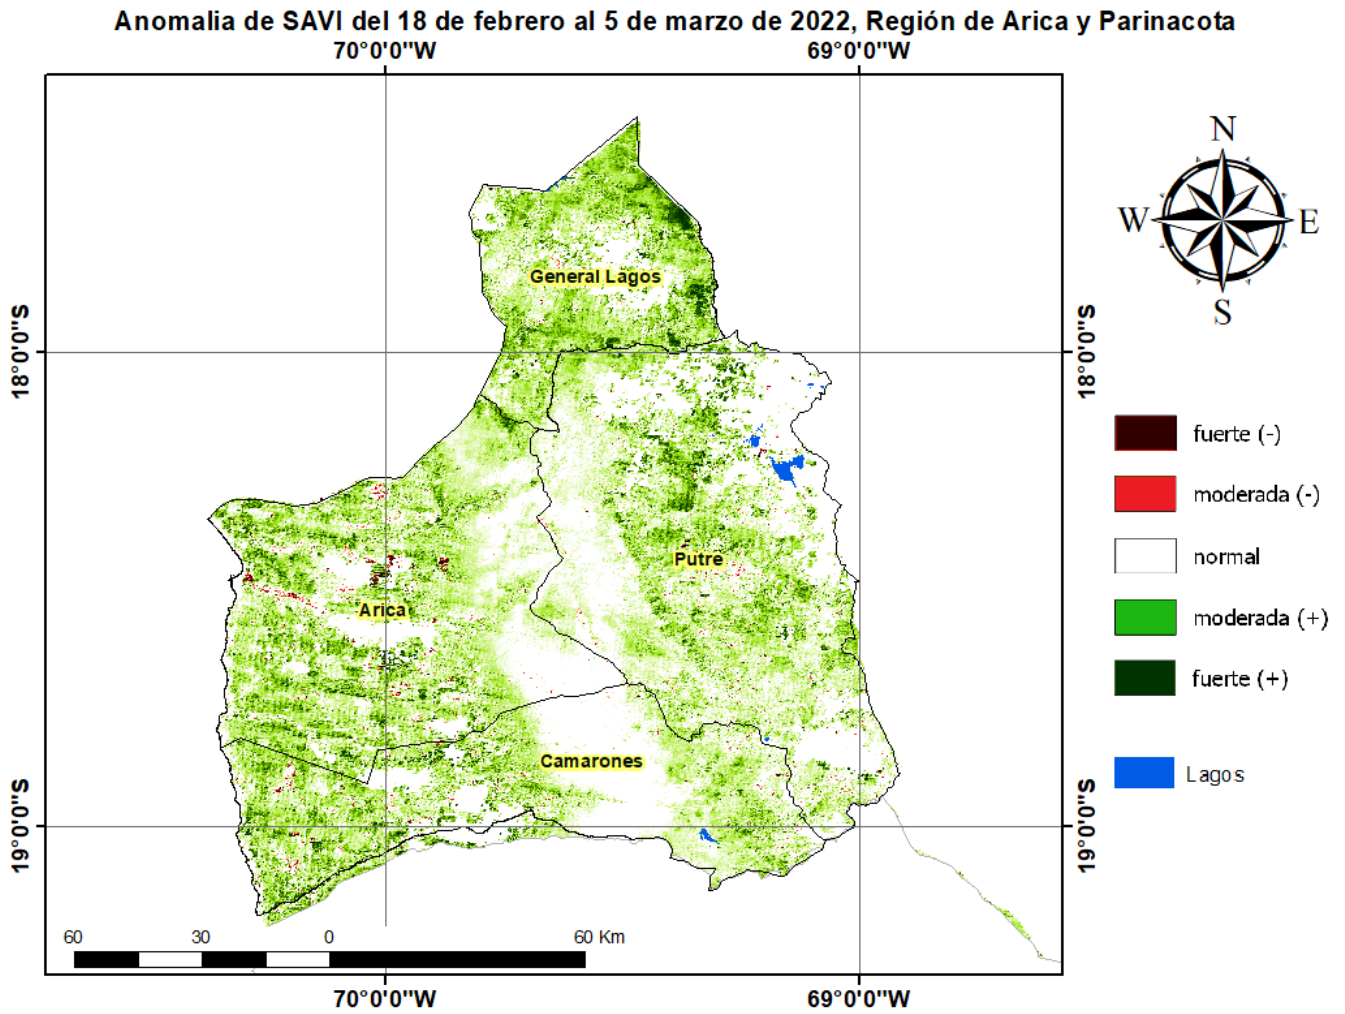 Anomalia de SAVI del 18 de febrero al 5 de marzo de 2022, Región de Arica y Parinacota
70°0'0"W 69°0'0"W
N
W E
S
General Lagos
18°0'0"S 18°0'0"S
fuerte (-)
moderada (-)
normal
moderada (+)
fuerte (+)
Lagos
Putre
Arica
Camarones
19°0'0"S 19°0'0"S
60 30 0 60 Km
70°0'0"W 69°0'0"W